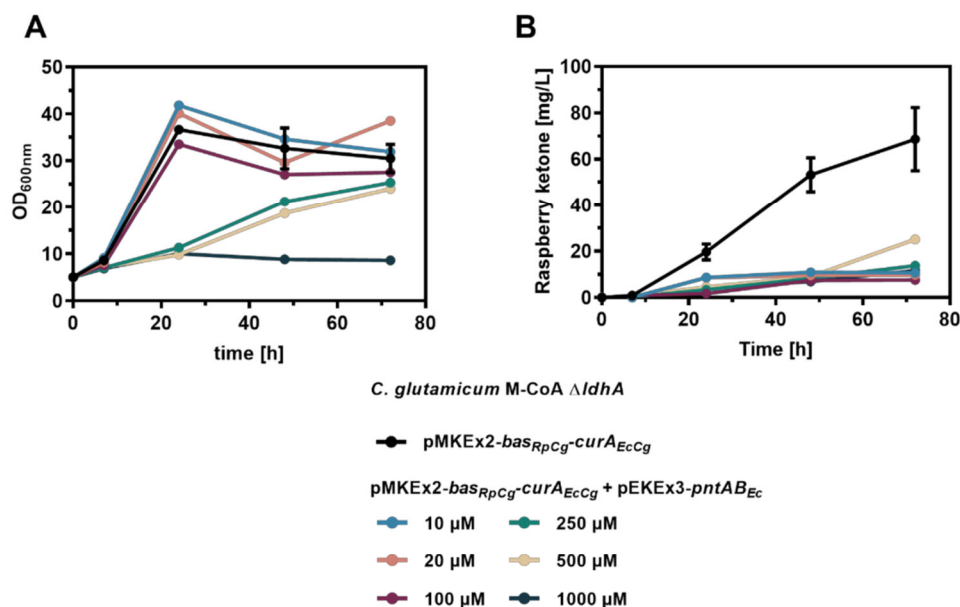 A
B
50
40
30
20
10
0
OD600nm
0 20 40 60 80
time [h]
100
80
60
40
20
0
Raspberry ketone [mg/L]
0 20 40 60 80
Time [h]
C. glutamicum M-CoA ΔldhA
pMKEx2-basRpCg-curAEcCg
pMKEx2-basRpCg-curAEcCg + pEKEx3-pntABEc
10 µM 250 µM
20 µM 500 µM
100 µM 1000 µM